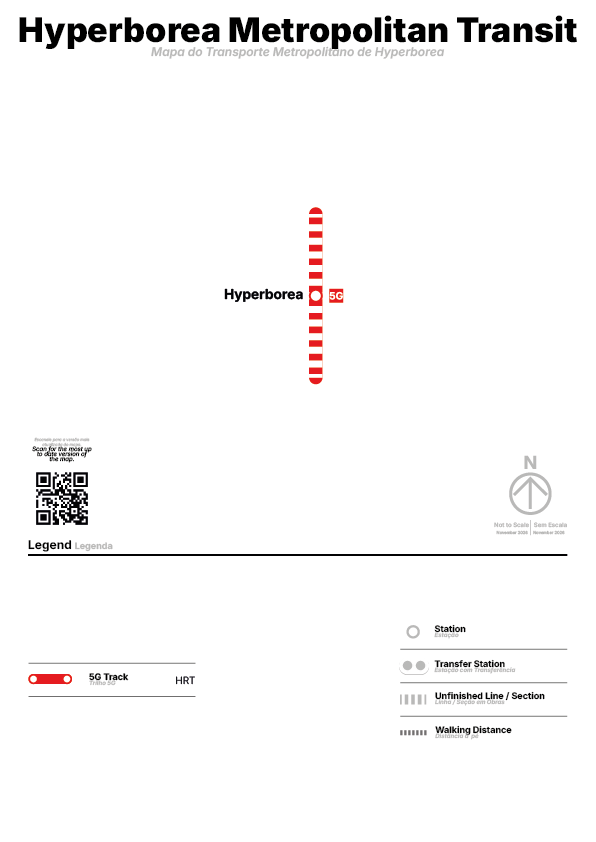 Hyperborea Metropolitan Transit
Mapa do Transporte Metropolitano de Hyperborea
Hyperborea
5G
Scan for the most up
to date version of
the map.
N
Not to Scale | Sem Escala
Legend Legenda
Station
Estação
Transfer Station
Estação com Transferência
5G Track
Trilho 5G
HRT
Unfinished Line / Section
Linha / Seção em Obras
Walking Distance
Distância a pé